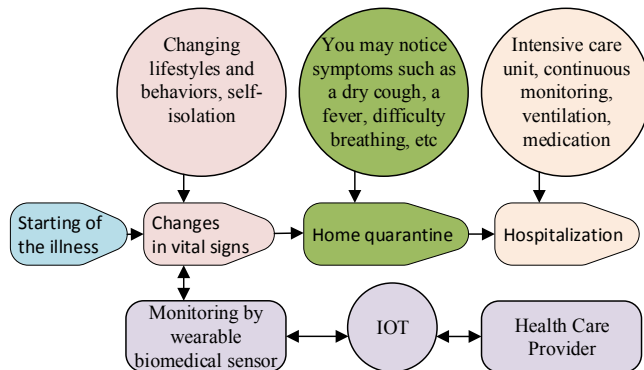 Changing
lifestyles and
behaviors, self-
isolation
You may notice
symptoms such as
a dry cough, a
fever, difficulty
breathing, etc
Intensive care
unit, continuous
monitoring,
ventilation,
medication
Starting of
the illness
Changes
in vital signs
Home quarantine
Hospitalization
Monitoring by
wearable
biomedical sensor
IOT
Health Care
Provider